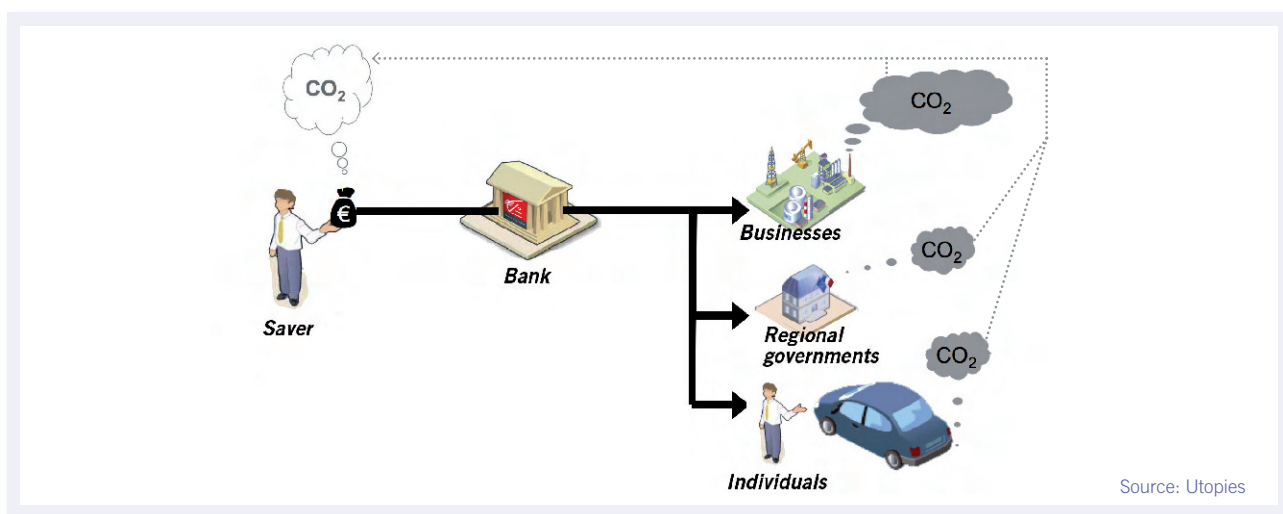 CO₂
CO₂
€
Businesses
CO₂
Bank
Saver
Regional
governments
CO₂
Individuals
Source: Utopies